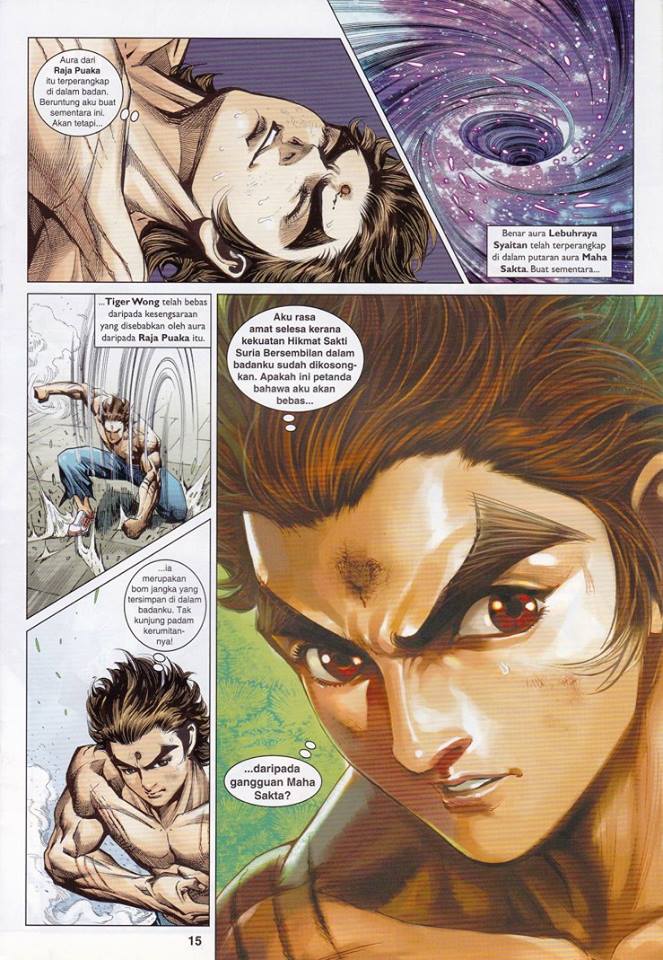 Aura dari
Raja Puaka
itu terperangkap
di dalam badan.
Beruntung aku buat
sementara ini.
Akan tetapi...
Benar aura Lebuhraya
Syaitan telah terperangkap
di dalam putaran aura Maha
Sakta. Buat sementara...
...Tiger Wong telah bebas
daripada kesengsaraan
yang disebabkan oleh aura
daripada Raja Puaka itu.
Aku rasa
amat selesa kerana
kekuatan Hikmat Sakti
Suria Bersembilan dalam
badanku sudah dikosong-
kan. Apakah ini petanda
bahawa aku akan
bebas...
...ia
merupakan
bom jangka yang
tersimpan di dalam
badanku. Tak
kunjung padam
kerumitan-
nya!
...daripada
gangguan Maha
Sakta?
15